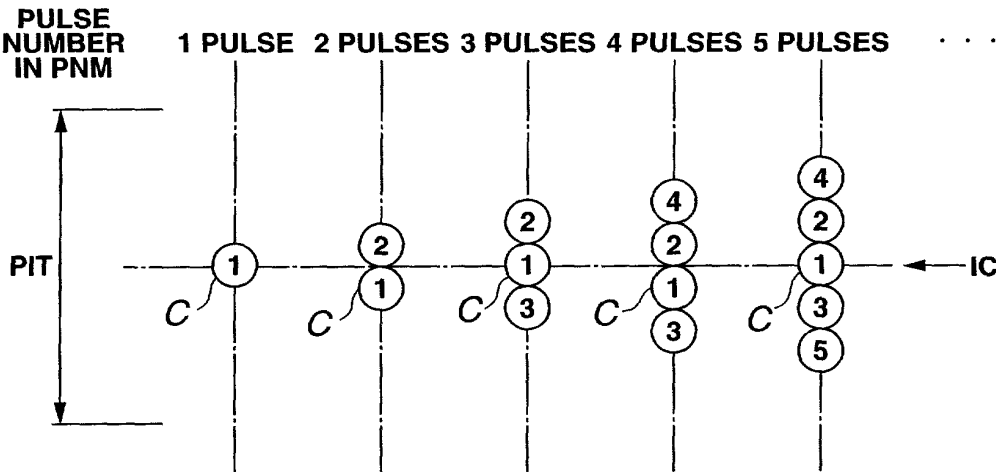 PULSE
NUMBER
IN PNM
1 PULSE 2 PULSES 3 PULSES 4 PULSES 5 PULSES . . .
4
4
2
2
2
2
PIT
1
1
1
1
1
IC
C
C
C
C
C
3
3
3
5